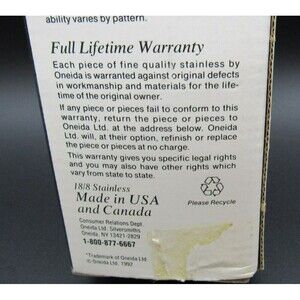 ability varies by pattern.
Full Lifetime Warranty
Each piece of fine quality stainless by
Oneida is warranted against original defects
in workmanship and materials for the life-
time of the original owner.
If any piece or pieces fail to conform to this
warranty, return the piece or pieces to
Oneida Ltd. at the address below. Oneida
Ltd. will, at their option, refinish or replace
the piece or pieces at no charge.
This warranty gives you specific legal rights
and you may also have other rights which
vary from state to state.
18/8 Stainless
Made in USA
and Canada
Please Recycle
Consumer Relations Dept.
Oneida Ltd. Silversmiths
Oneida, NY 13421-2829
1-800-877-6667
*Trademark of Oneida Ltd.
© Oneida Ltd. 1992